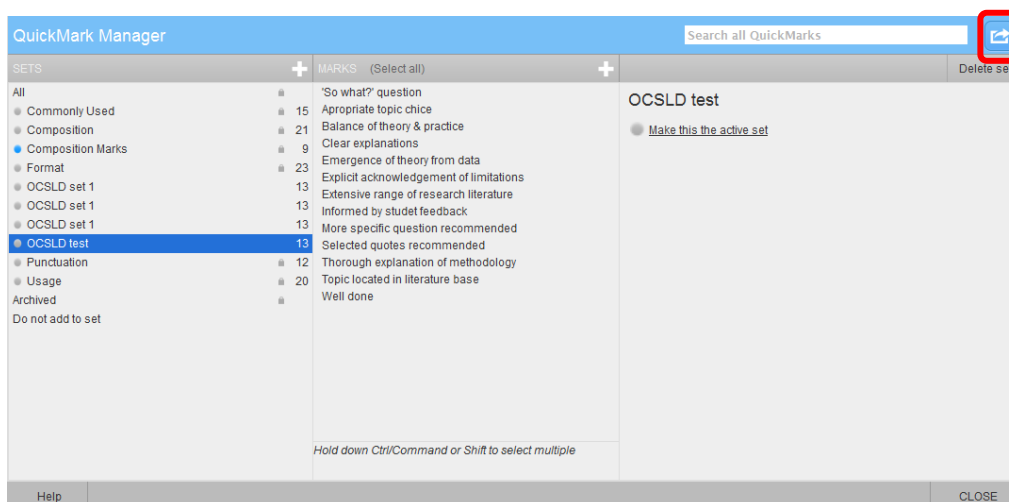 QuickMark Manager
Search all QuickMarks
SETS
MARKS (Select all)
Delete se
All
Commonly Used 15
Composition 21
Composition Marks 9
Format 23
OCSLD set 1 13
OCSLD set 1 13
OCSLD set 1 13
OCSLD test 13
Punctuation 12
Usage 20
Archived
Do not add to set
'So what?' question
Apropriate topic chice
Balance of theory & practice
Clear explanations
Emergence of theory from data
Explicit acknowledgement of limitations
Extensive range of research literature
Informed by studet feedback
More specific question recommended
Selected quotes recommended
Thorough explanation of methodology
Topic located in literature base
Well done
Hold down Ctrl/Command or Shift to select multiple
OCSLD test
Make this the active set
Help
CLOSE